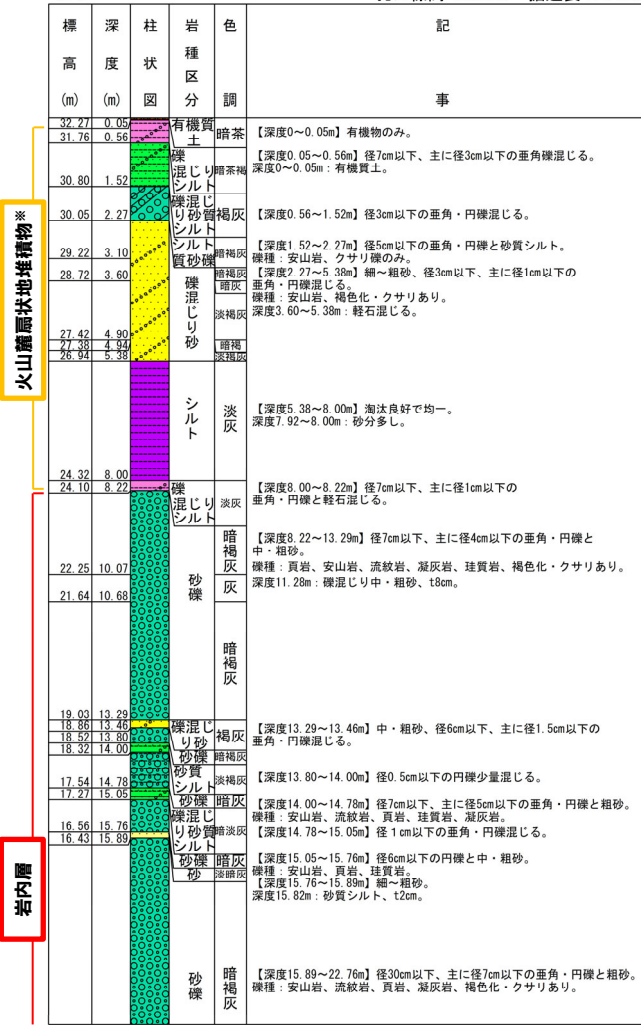 標高(m)
深度(m)
柱状図
岩種区分
色調
記事
火山麓扇状地堆積物※
岩内層
32.27 0.05
31.76 0.56
30.80 1.52
30.05 2.27
29.22 3.10
28.72 3.60
27.42 4.90
27.38 4.94
26.94 5.38
24.32 8.00
24.10 8.22
22.25 10.07
21.64 10.68
19.03 13.29
18.86 13.46
18.52 13.80
18.32 14.00
17.54 14.78
17.27 15.05
16.56 15.76
16.43 15.89
有機質土
礫混じりシルト
礫混じり砂質シルト
シルト質砂礫
礫混じり砂
シルト
礫混じりシルト
砂礫
礫混じり砂
砂礫
砂質シルト
砂礫
礫混じり砂質シルト
砂礫
砂
砂礫
暗茶
暗茶褐
褐灰
暗褐灰
暗褐灰
暗灰
淡褐灰
暗褐
淡褐灰
淡灰
淡灰
暗褐灰
灰
暗褐灰
褐灰
暗褐灰
淡褐灰
暗灰
暗淡灰
暗灰
淡暗灰
暗褐灰
【深度0～0.05m】有機物のみ。
【深度0.05～0.56m】径7cm以下、主に径3cm以下の亜角礫混じる。
深度0～0.05m：有機質土。
【深度0.56～1.52m】径3cm以下の亜角・円礫混じる。
【深度1.52～2.27m】径5cm以下の亜角・円礫と砂質シルト。
礫種：安山岩、クサリ礫のみ。
【深度2.27～5.38m】細～粗砂、径3cm以下、主に径1cm以下の
亜角・円礫混じる。
礫種：安山岩、褐色化・クサリあり。
深度3.60～5.38m：軽石混じる。
【深度5.38～8.00m】淘汰良好で均一。
深度7.92～8.00m：砂分多し。
【深度8.00～8.22m】径7cm以下、主に径1cm以下の
亜角・円礫と軽石混じる。
【深度8.22～13.29m】径7cm以下、主に径4cm以下の亜角・円礫と
中・粗砂。
礫種：頁岩、安山岩、流紋岩、凝灰岩、珪質岩、褐色化・クサリあり。
深度11.28m：礫混じり中・粗砂、t8cm。
【深度13.29～13.46m】中・粗砂、径6cm以下、主に径1.5cm以下の
亜角・円礫混じる。
【深度13.80～14.00m】径0.5cm以下の円礫少量混じる。
【深度14.00～14.78m】径7cm以下、主に径5cm以下の亜角・円礫と粗砂。
礫種：安山岩、流紋岩、頁岩、珪質岩、凝灰岩。
【深度14.78～15.05m】径１cm以下の亜角・円礫混じる。
【深度15.05～15.76m】径6cm以下の円礫と中・粗砂。
礫種：安山岩、頁岩、珪質岩。
【深度15.76～15.89m】細～粗砂。
深度15.82m：砂質シルト、t2cm。
【深度15.89～22.76m】径30cm以下、主に径7cm以下の亜角・円礫と粗砂。
礫種：安山岩、流紋岩、頁岩、凝灰岩、褐色化・クサリあり。